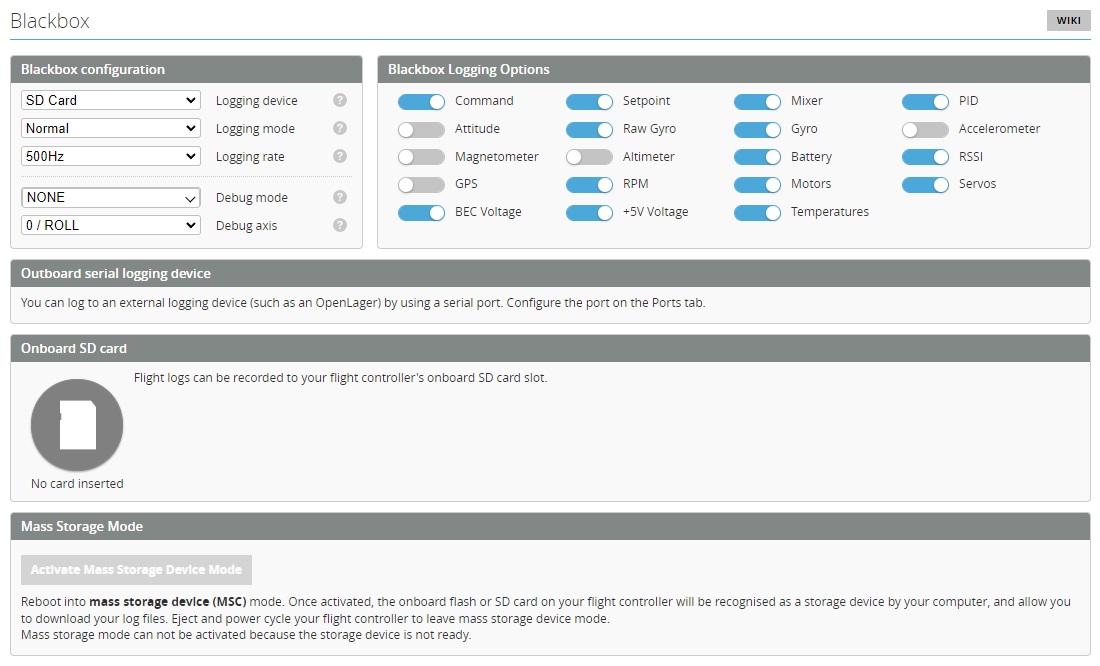 Blackbox
WIKI
Blackbox configuration
SD Card Logging device ?
Normal Logging mode ?
500Hz Logging rate ?
NONE Debug mode ?
0 / ROLL Debug axis ?
Blackbox Logging Options
Command Setpoint Mixer PID
Attitude Raw Gyro Gyro Accelerometer
Magnetometer Altimeter Battery RSSI
GPS RPM Motors Servos
BEC Voltage +5V Voltage Temperatures
Outboard serial logging device
You can log to an external logging device (such as an OpenLager) by using a serial port. Configure the port on the Ports tab.
Onboard SD card
Flight logs can be recorded to your flight controller's onboard SD card slot.
No card inserted
Mass Storage Mode
Activate Mass Storage Device Mode
Reboot into mass storage device (MSC) mode. Once activated, the onboard flash or SD card on your flight controller will be recognised as a storage device by your computer, and allow you
to download your log files. Eject and power cycle your flight controller to leave mass storage device mode.
Mass storage mode can not be activated because the storage device is not ready.